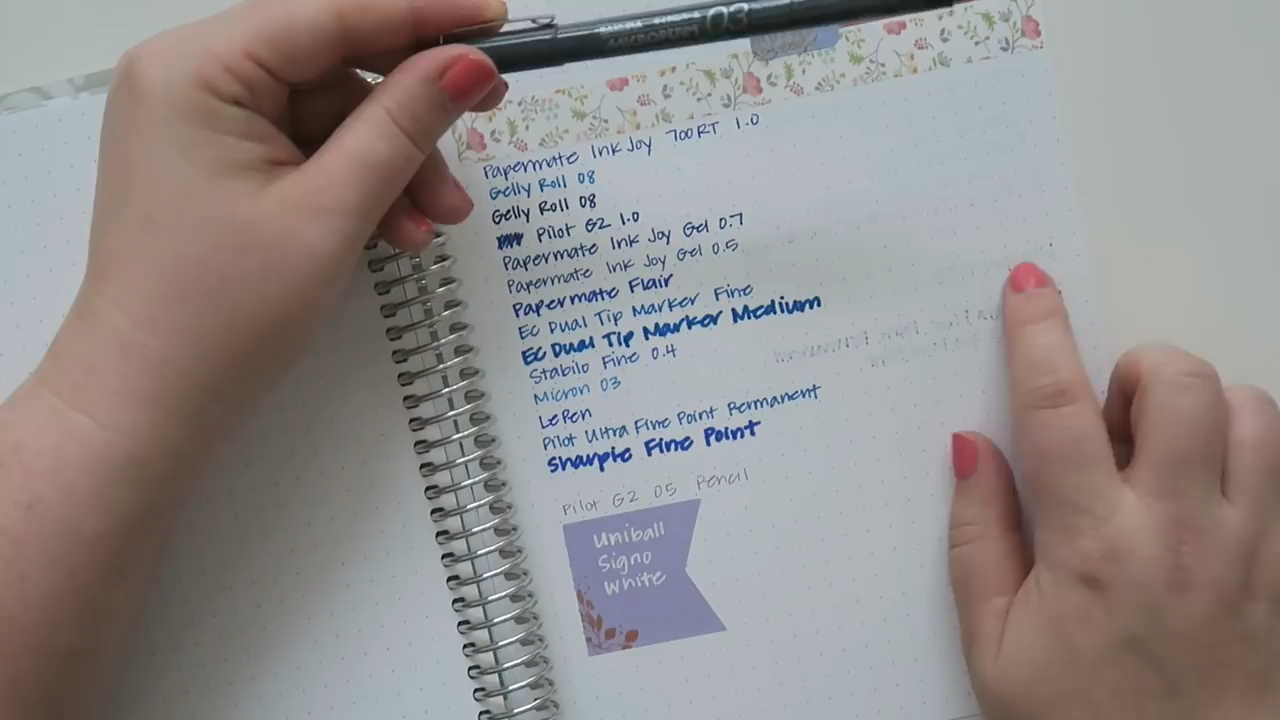 MICROPERM 03
Papermate InkJoy 700RT 1.0
Gelly Roll 08
Gelly Roll 08
Pilot G2 1.0
Papermate Ink Joy Gel 0.7
Papermate Ink Joy Gel 0.5
Papermate Flair
EC Dual Tip Marker Fine
EC Dual Tip Marker Medium
Stabilo Fine 0.4
Micron 03
LePen
Pilot Ultra Fine Point Permanent
Sharpie Fine Point
Pilot G2 05 Pencil
Uniball
Signo
White